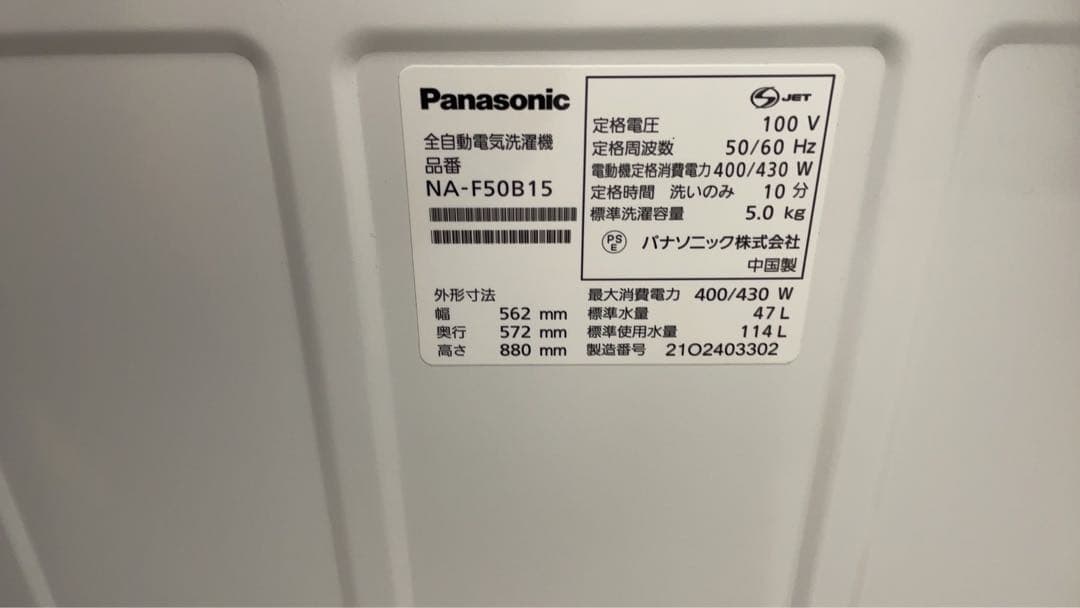 Panasonic
全自動電気洗濯機
品番
NA-F50B15
JET
定格電圧 100 V
定格周波数 50/60 Hz
電動機定格消費電力 400/430 W
定格時間 洗いのみ 10 分
標準洗濯容量 5.0 kg
PS
E
パナソニック株式会社
中国製
外形寸法
幅 562 mm
奥行 572 mm
高さ 880 mm
最大消費電力 400/430 W
標準水量 47 L
標準使用水量 114 L
製造番号 21O2403302